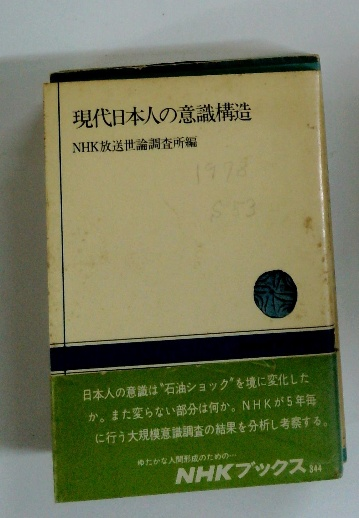 現代日本人の意識構造
NHK放送世論調査所編
1978
S53
日本人の意識は"石油ショック"を境に変化した
か。また変らない部分は何か。NHKが5年毎
に行う大規模意識調査の結果を分析し考察する。
ゆたかな人間形成のための…
NHKブックス 344